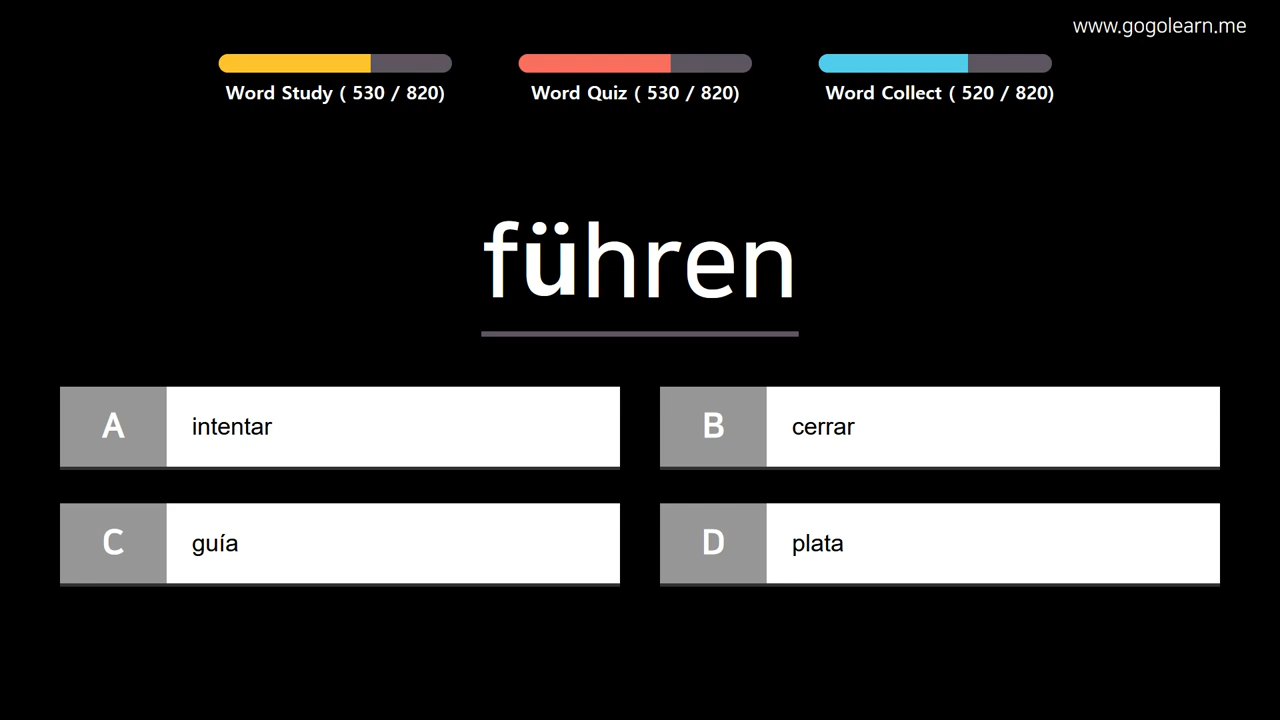 www.gogolearn.me
Word Study ( 530 / 820)
Word Quiz ( 530 / 820)
Word Collect ( 520 / 820)
führen
A intentar
B cerrar
C guía
D plata